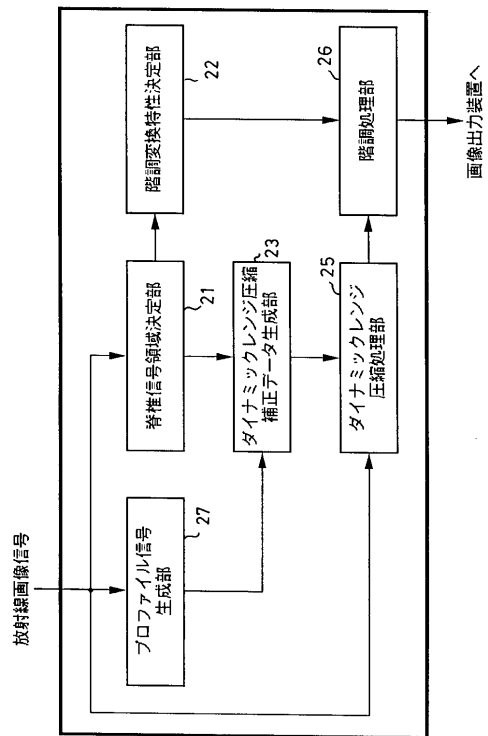 放射線画像信号
プロファイル信号
生成部
27
脊椎信号領域決定部
21
階調変換特性決定部
22
ダイナミックレンジ圧縮
補正データ生成部
23
ダイナミックレンジ
圧縮処理部
25
階調処理部
26
画像出力装置へ